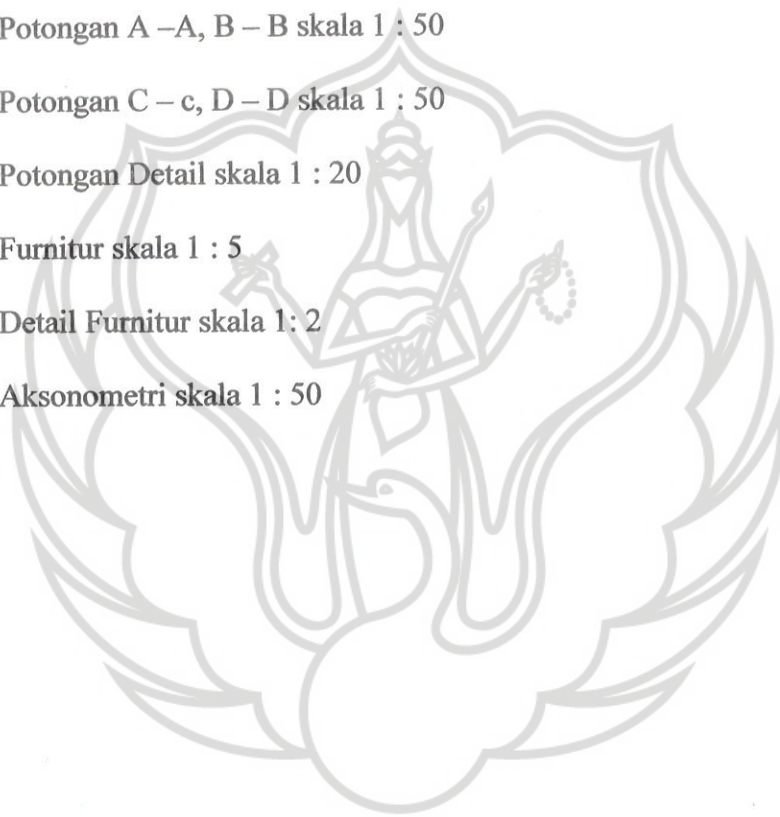 Potongan A –A, B – B skala 1 : 50
Potongan C – c, D – D skala 1 : 50
Potongan Detail skala 1 : 20
Furnitur skala 1 : 5
Detail Furnitur skala 1: 2
Aksonometri skala 1 : 50